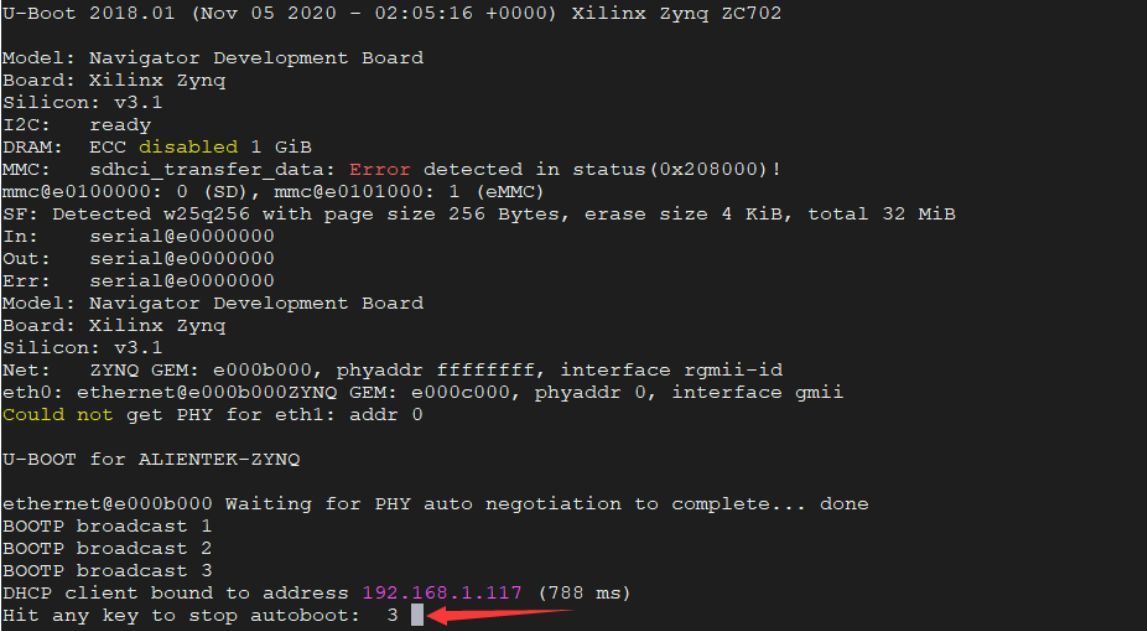 U-Boot 2018.01 (Nov 05 2020 - 02:05:16 +0000) Xilinx Zynq ZC702
Model: Navigator Development Board
Board: Xilinx Zynq
Silicon: v3.1
I2C:   ready
DRAM:  ECC disabled 1 GiB
MMC:   sdhci_transfer_data: Error detected in status(0x208000)!
mmc@e0100000: 0 (SD), mmc@e0101000: 1 (eMMC)
SF: Detected w25q256 with page size 256 Bytes, erase size 4 KiB, total 32 MiB
In:    serial@e0000000
Out:   serial@e0000000
Err:   serial@e0000000
Model: Navigator Development Board
Board: Xilinx Zynq
Silicon: v3.1
Net:   ZYNQ GEM: e000b000, phyaddr ffffffff, interface rgmii-id
eth0: ethernet@e000b000ZYNQ GEM: e000c000, phyaddr 0, interface gmii
Could not get PHY for eth1: addr 0
U-BOOT for ALIENTEK-ZYNQ
ethernet@e000b000 Waiting for PHY auto negotiation to complete... done
BOOTP broadcast 1
BOOTP broadcast 2
BOOTP broadcast 3
DHCP client bound to address 192.168.1.117 (788 ms)
Hit any key to stop autoboot:  3